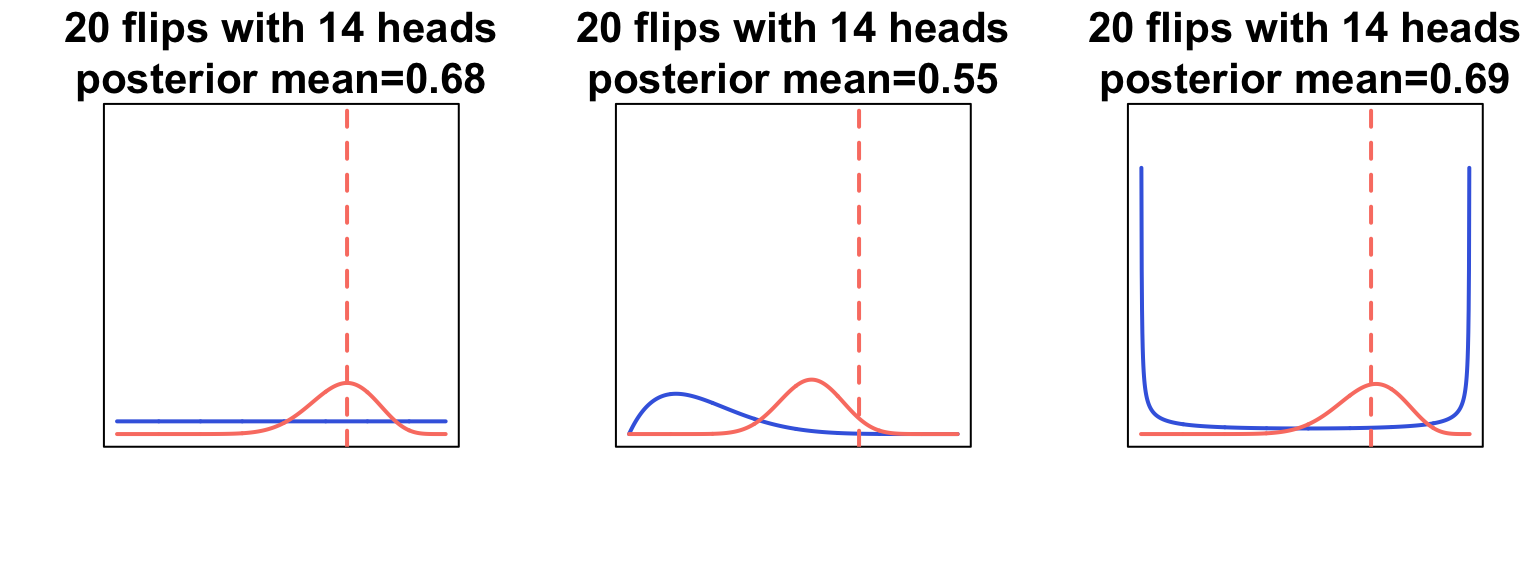 20 flips with 14 heads
posterior mean=0.68
20 flips with 14 heads
posterior mean=0.55
20 flips with 14 heads
posterior mean=0.69